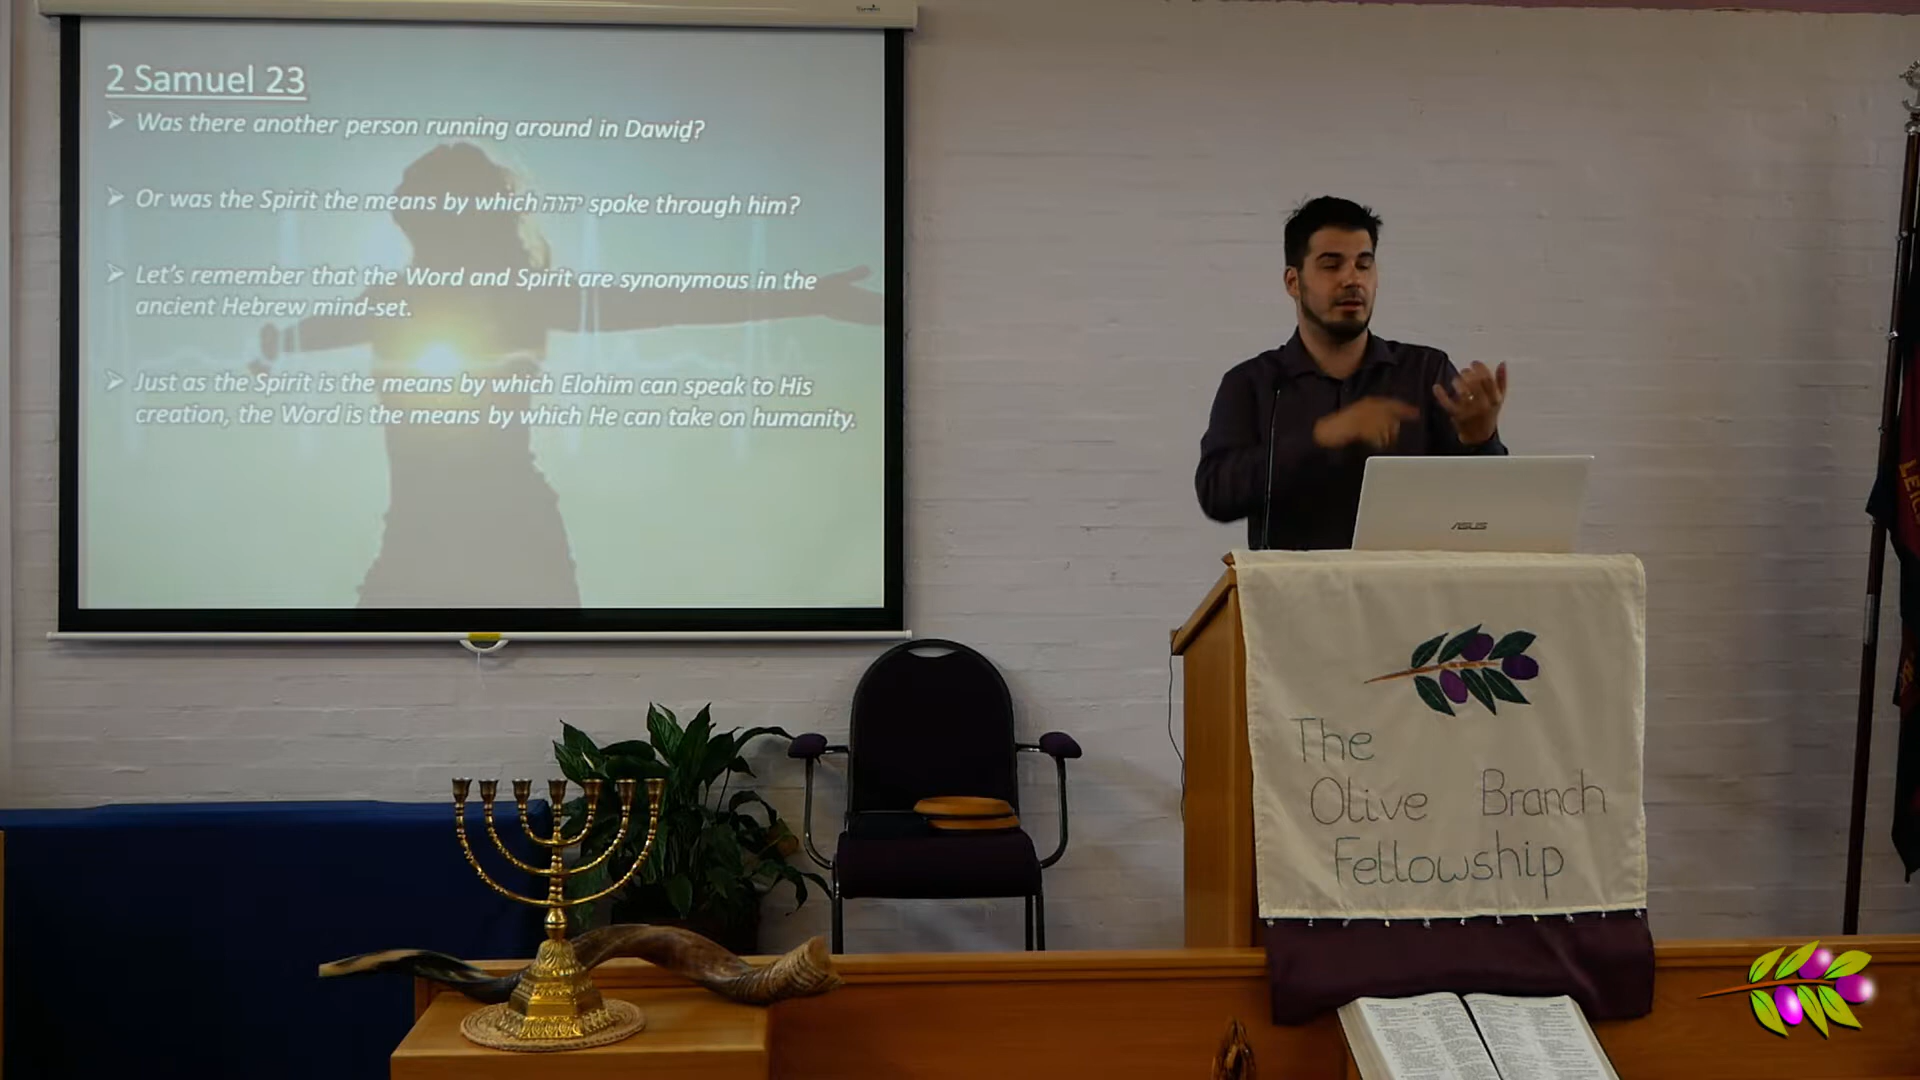 2 Samuel 23
➢ Was there another person running around in Dawiḏ?
➢ Or was the Spirit the means by which יהוה spoke through him?
➢ Let's remember that the Word and Spirit are synonymous in the
ancient Hebrew mind-set.
➢ Just as the Spirit is the means by which Elohim can speak to His
creation, the Word is the means by which He can take on humanity.
ASUS
The
Olive Branch
Fellowship